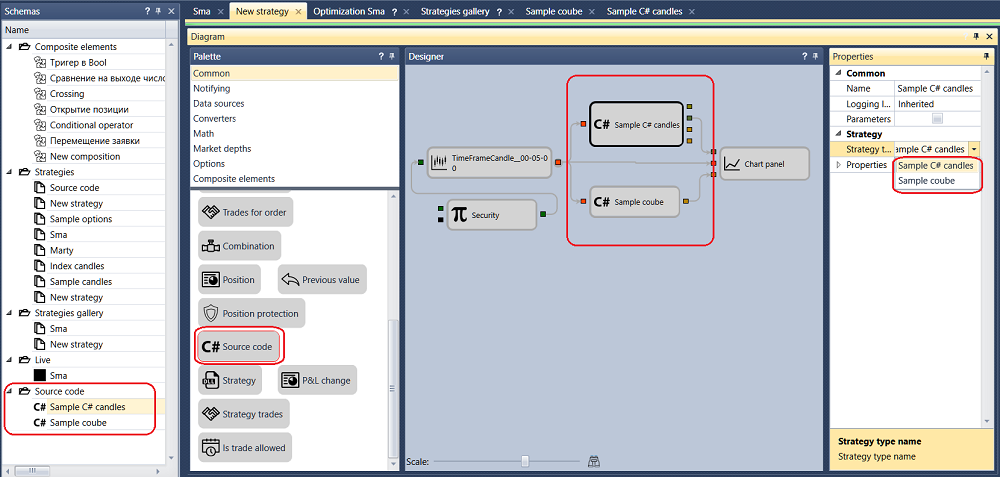 Schemas
Name
Composite elements
Тригер в Bool
Сравнение на выходе число
Crossing
Открытие позиции
Conditional operator
Перемещение заявки
New composition
Strategies
Source code
New strategy
Sample options
Sma
Marty
Index candles
Sample candles
New strategy
Strategies gallery
Sma
New strategy
Live
Sma
Source code
C# Sample C# candles
C# Sample coube
Sma New strategy Optimization Sma ? Strategies gallery ? Sample coube Sample C# candles
Diagram
Palette
Common
Notifying
Data sources
Converters
Math
Market depths
Options
Composite elements
Trades for order
Combination
Position Previous value
Position protection
C# Source code
DLL Strategy P&L change
Strategy trades
Is trade allowed
Designer
C# Sample C# candles
TimeFrameCandle__00-05-0
0
Chart panel
C# Sample coube
π Security
Scale:
Properties
Common
Name Sample C# candles
Logging l... Inherited
Parameters
Strategy
Strategy t... ample C# candles
Properties
Sample C# candles
Sample coube
Strategy type name
Strategy type name